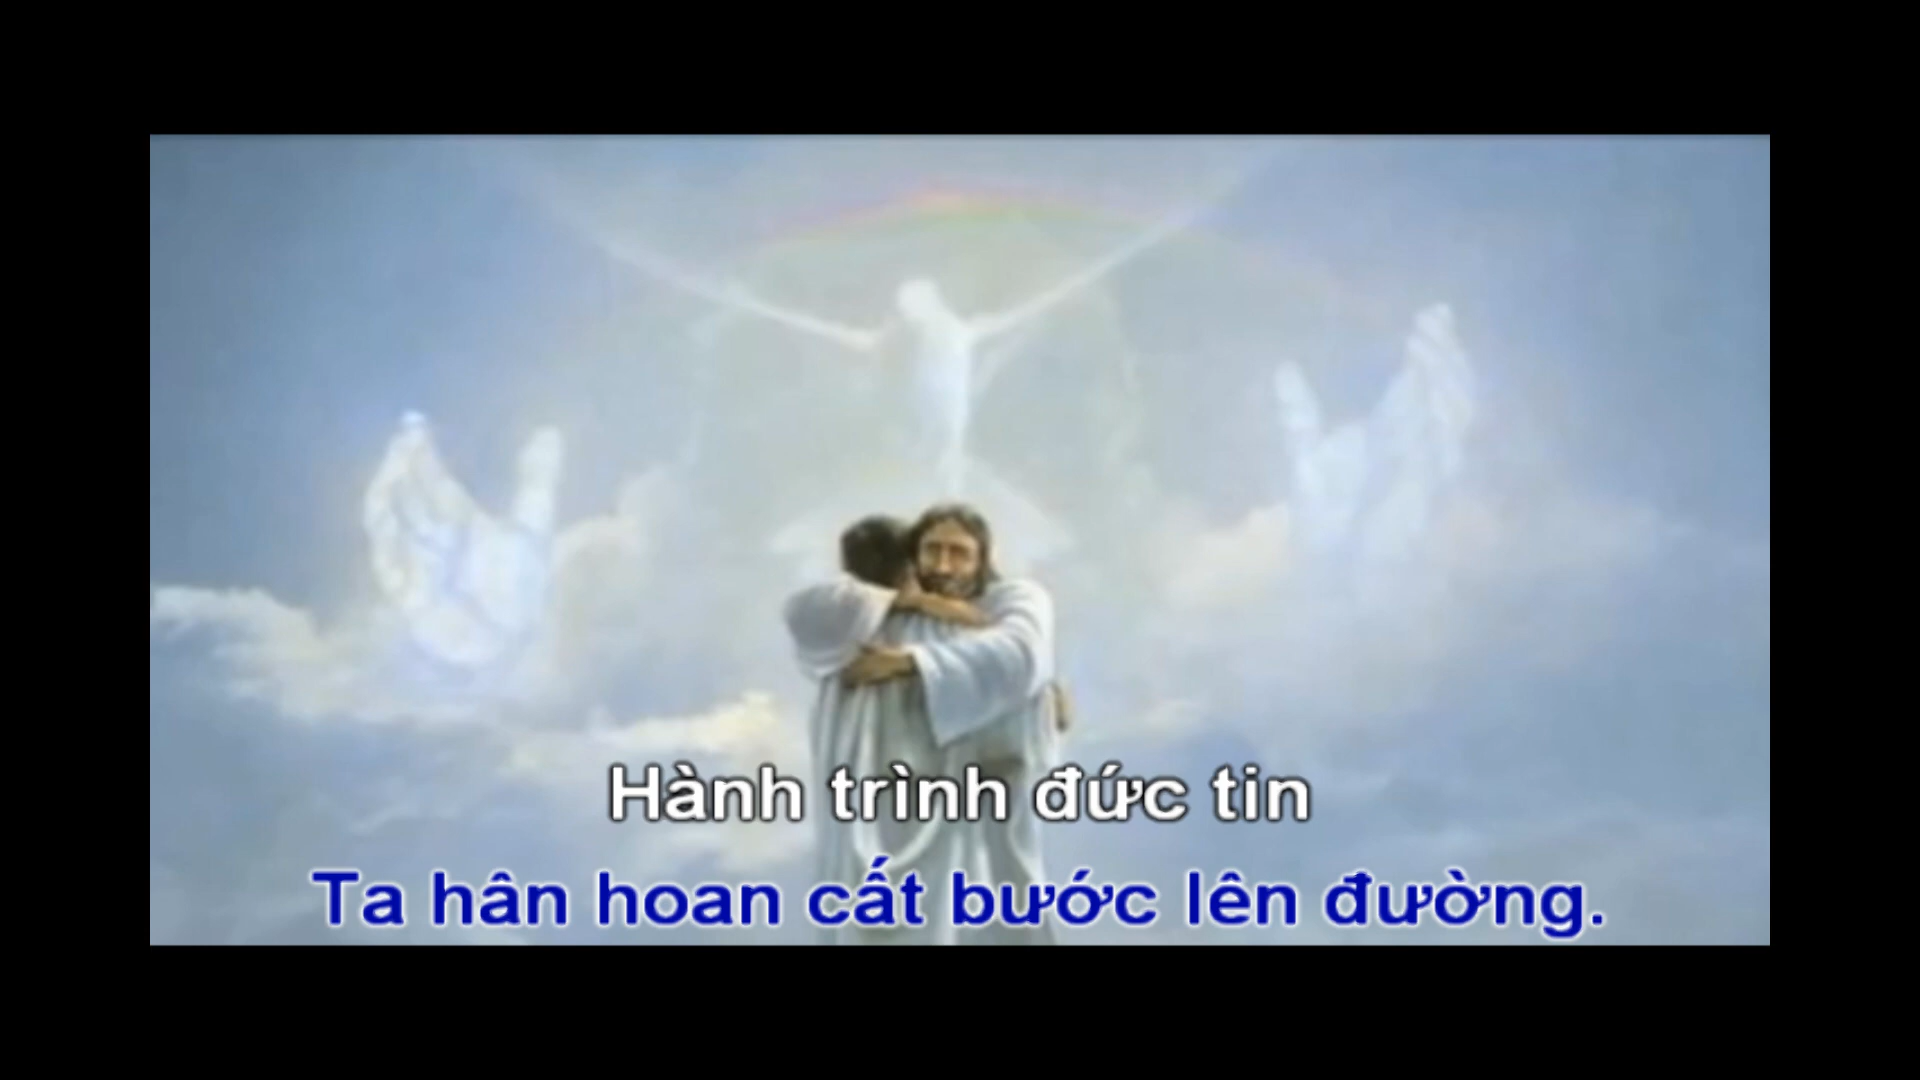 Hành trình đức tin
Ta hân hoan cất bước lên đường.